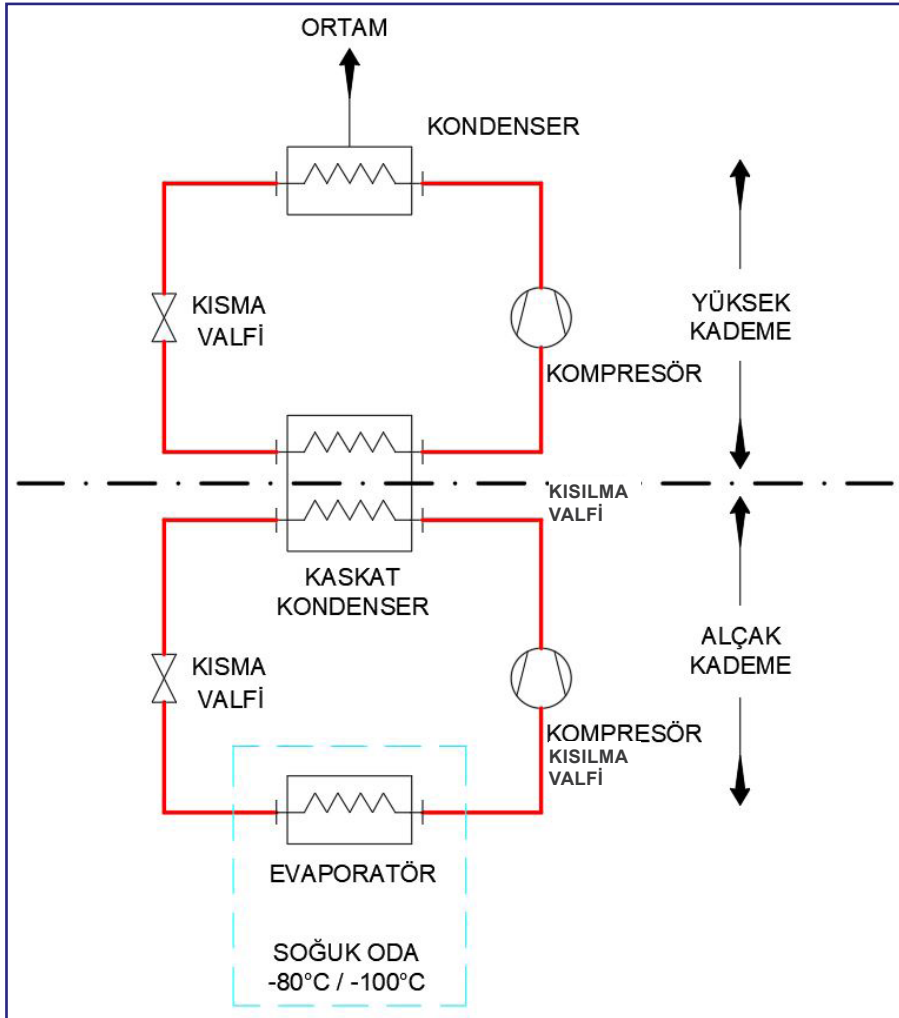 ORTAM
KONDENSER
KISMA
VALFİ
YÜKSEK
KADEME
KOMPRESÖR
KISILMA
VALFİ
KASKAT
KONDENSER
ALÇAK
KADEME
KISMA
VALFİ
KOMPRESÖR
KISILMA
VALFİ
EVAPORATÖR
SOĞUK ODA
-80°C / -100°C